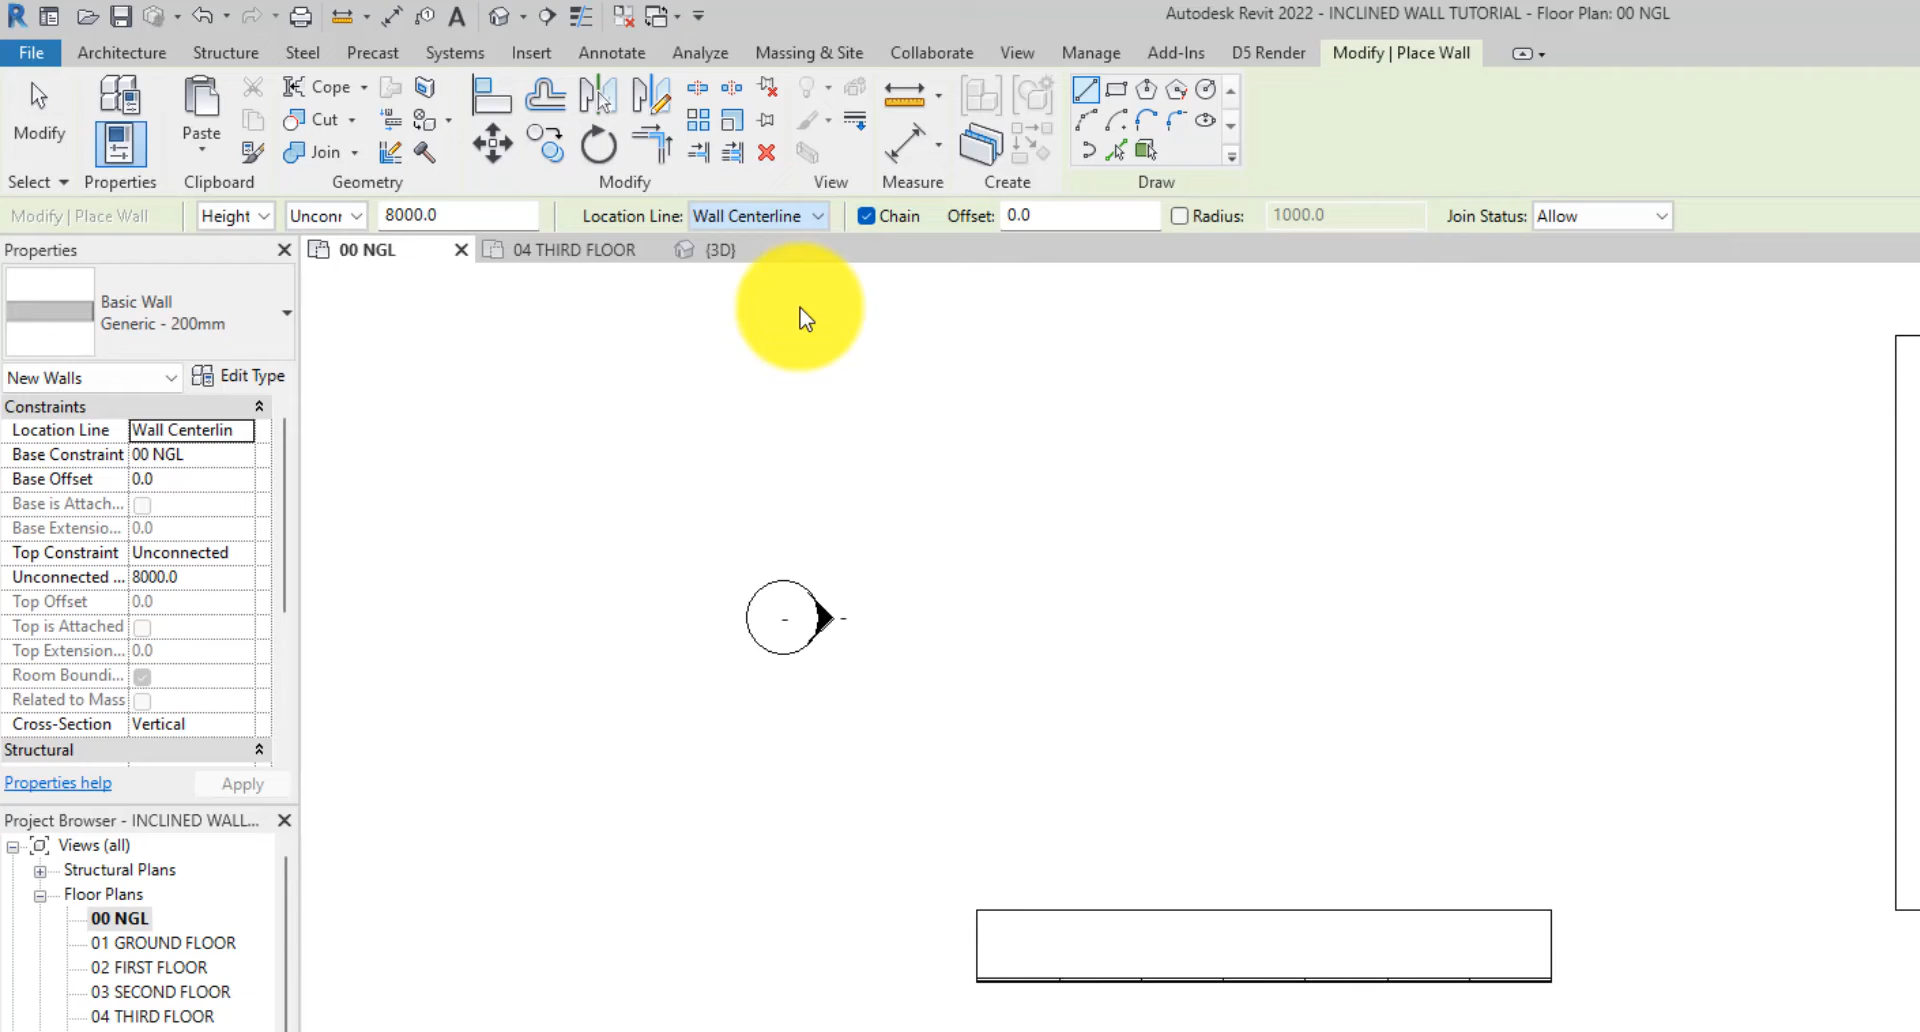 Autodesk Revit 2022 - INCLINED WALL TUTORIAL - Floor Plan: 00 NGL
File Architecture Structure Steel Precast Systems Insert Annotate Analyze Massing & Site Collaborate View Manage Add-Ins D5 Render Modify | Place Wall
Modify
Paste
Cope
Cut
Join
Select Properties Clipboard Geometry Modify View Measure Create Draw
Modify | Place Wall Height Unconr 8000.0 Location Line: Wall Centerline Chain Offset: 0.0 Radius: 1000.0 Join Status: Allow
Properties
00 NGL 04 THIRD FLOOR {3D}
Basic Wall
Generic - 200mm
New Walls Edit Type
Constraints
Location Line Wall Centerlin
Base Constraint 00 NGL
Base Offset 0.0
Base is Attach...
Base Extensio... 0.0
Top Constraint Unconnected
Unconnected ... 8000.0
Top Offset 0.0
Top is Attached
Top Extension... 0.0
Room Boundi...
Related to Mass
Cross-Section Vertical
Structural
Properties help Apply
Project Browser - INCLINED WALL...
Views (all)
Structural Plans
Floor Plans
00 NGL
01 GROUND FLOOR
02 FIRST FLOOR
03 SECOND FLOOR
04 THIRD FLOOR